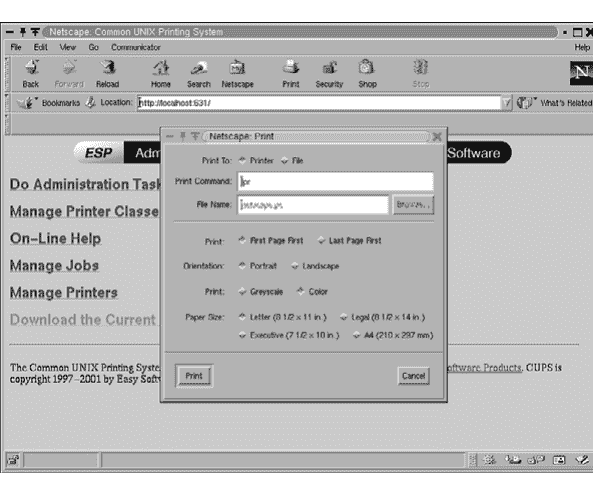 Netscape: Common UNIX Printing System
File Edit View Go Communicator Help
Back Forward Reload Home Search Netscape Print Security Shop Stop
N
Bookmarks Location: http://localhost:631/ What's Related
Netscape: Print
ESP Adm Software
Print To: Printer File
Do Administration Task
Print Command: lpr
Manage Printer Classe
File Name: netscape.ps Browse...
On-Line Help
Print: First Page First Last Page First
Manage Jobs
Orientation: Portrait Landscape
Manage Printers
Print: Greyscale Color
Download the Current
Paper Size: Letter (8 1/2 x 11 in.) Legal (8 1/2 x 14 in.)
Executive (7 1/2 x 10 in.) A4 (210 x 297 mm)
The Common UNIX Printing Syste oftware Products. CUPS is
copyright 1997-2001 by Easy Soft
Print Cancel